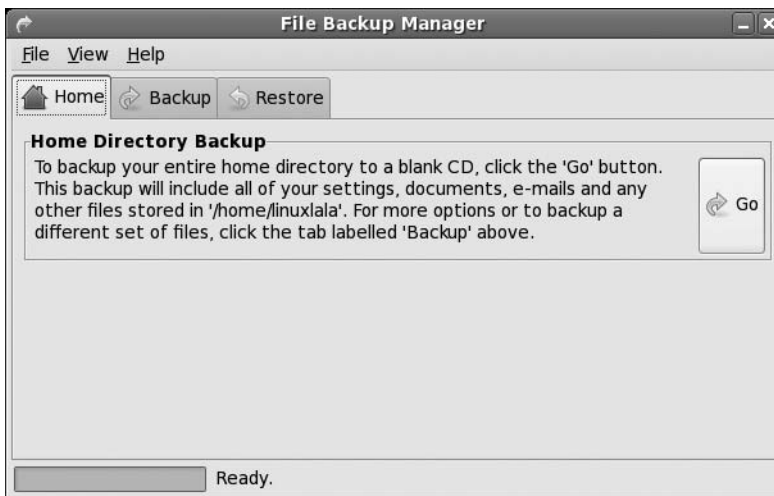 File Backup Manager
File View Help
Home Backup Restore
Home Directory Backup
To backup your entire home directory to a blank CD, click the 'Go' button.
This backup will include all of your settings, documents, e-mails and any
other files stored in '/home/linuxlala'. For more options or to backup a
different set of files, click the tab labelled 'Backup' above.
Go
Ready.